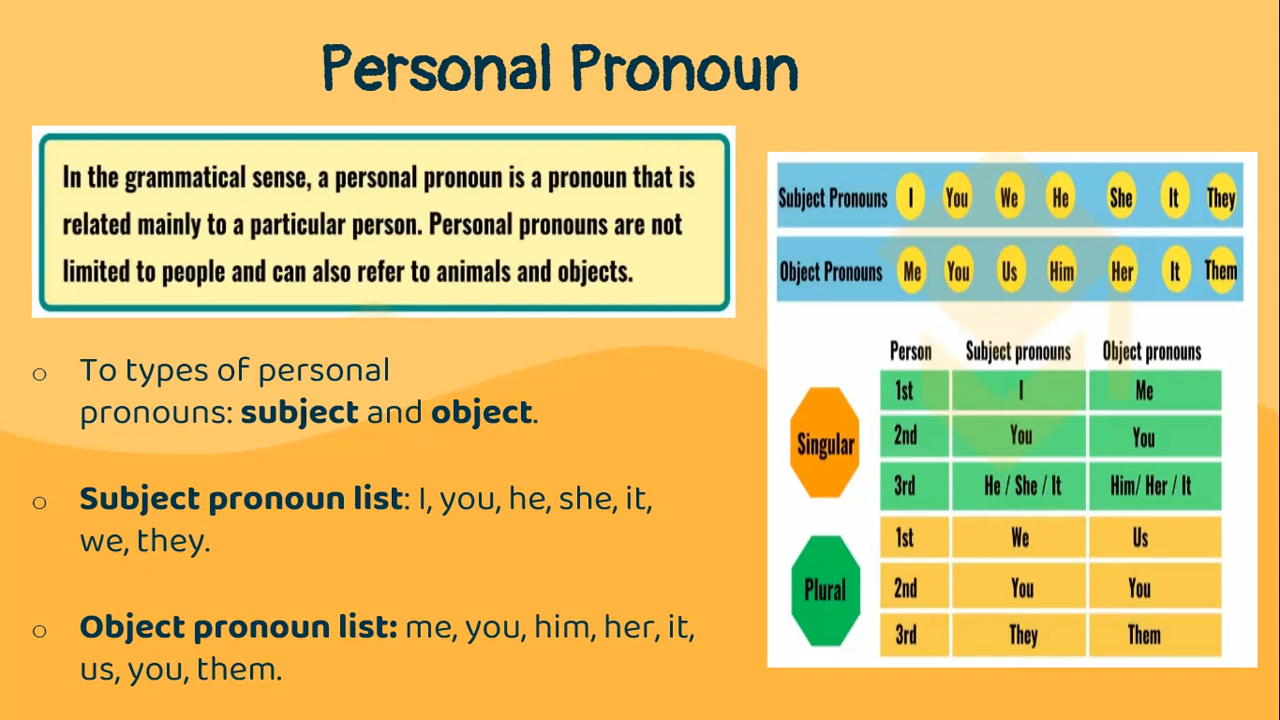 Personal Pronoun
In the grammatical sense, a personal pronoun is a pronoun that is
related mainly to a particular person. Personal pronouns are not
limited to people and can also refer to animals and objects.
To types of personal
pronouns: subject and object.
Subject pronoun list: I, you, he, she, it,
we, they.
Object pronoun list: me, you, him, her, it,
us, you, them.
Subject Pronouns I You We He She It They
Object Pronouns Me You Us Him Her It Them
Person Subject pronouns Object pronouns
Singular
1st I Me
2nd You You
3rd He / She / It Him/ Her / It
Plural
1st We Us
2nd You You
3rd They Them